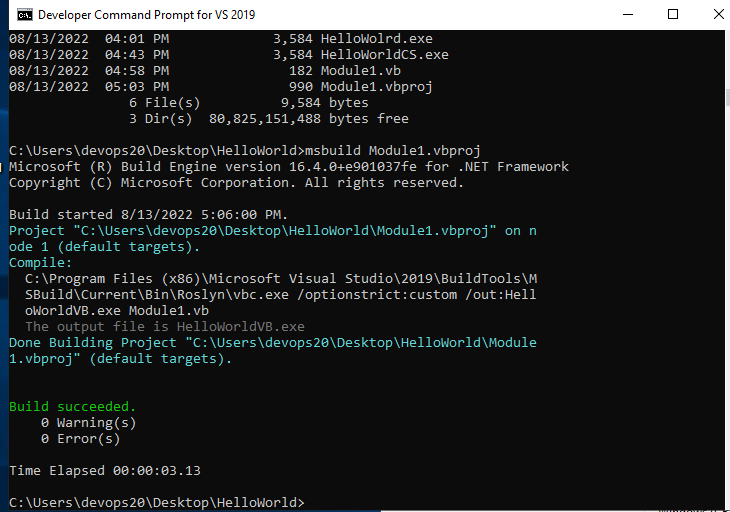 Developer Command Prompt for VS 2019
08/13/2022  04:01 PM             3,584 HelloWolrd.exe
08/13/2022  04:43 PM             3,584 HelloWorldCS.exe
08/13/2022  04:58 PM               182 Module1.vb
08/13/2022  05:03 PM               990 Module1.vbproj
               6 File(s)          9,584 bytes
               3 Dir(s)  80,825,151,488 bytes free
C:\Users\devops20\Desktop\HelloWorld>msbuild Module1.vbproj
Microsoft (R) Build Engine version 16.4.0+e901037fe for .NET Framework
Copyright (C) Microsoft Corporation. All rights reserved.
Build started 8/13/2022 5:06:00 PM.
Project "C:\Users\devops20\Desktop\HelloWorld\Module1.vbproj" on n
ode 1 (default targets).
Compile:
  C:\Program Files (x86)\Microsoft Visual Studio\2019\BuildTools\M
  SBuild\Current\Bin\Roslyn\vbc.exe /optionstrict:custom /out:Hell
  oWorldVB.exe Module1.vb
  The output file is HelloWorldVB.exe
Done Building Project "C:\Users\devops20\Desktop\HelloWorld\Module
1.vbproj" (default targets).
Build succeeded.
    0 Warning(s)
    0 Error(s)
Time Elapsed 00:00:03.13
C:\Users\devops20\Desktop\HelloWorld>